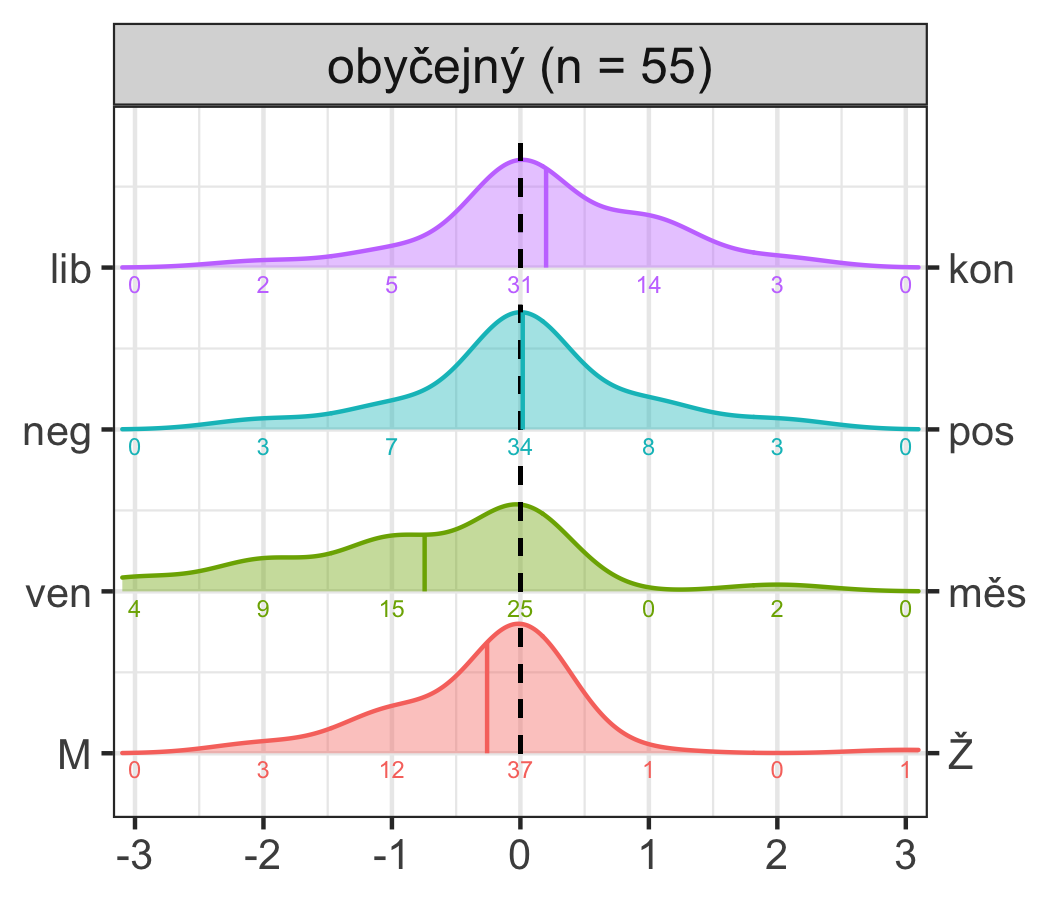 obyčejný (n = 55)
lib kon
0 2 5 31 14 3 0
neg pos
0 3 7 34 8 3 0
ven měs
4 9 15 25 0 2 0
M Ž
0 3 12 37 1 0 1
-3 -2 -1 0 1 2 3